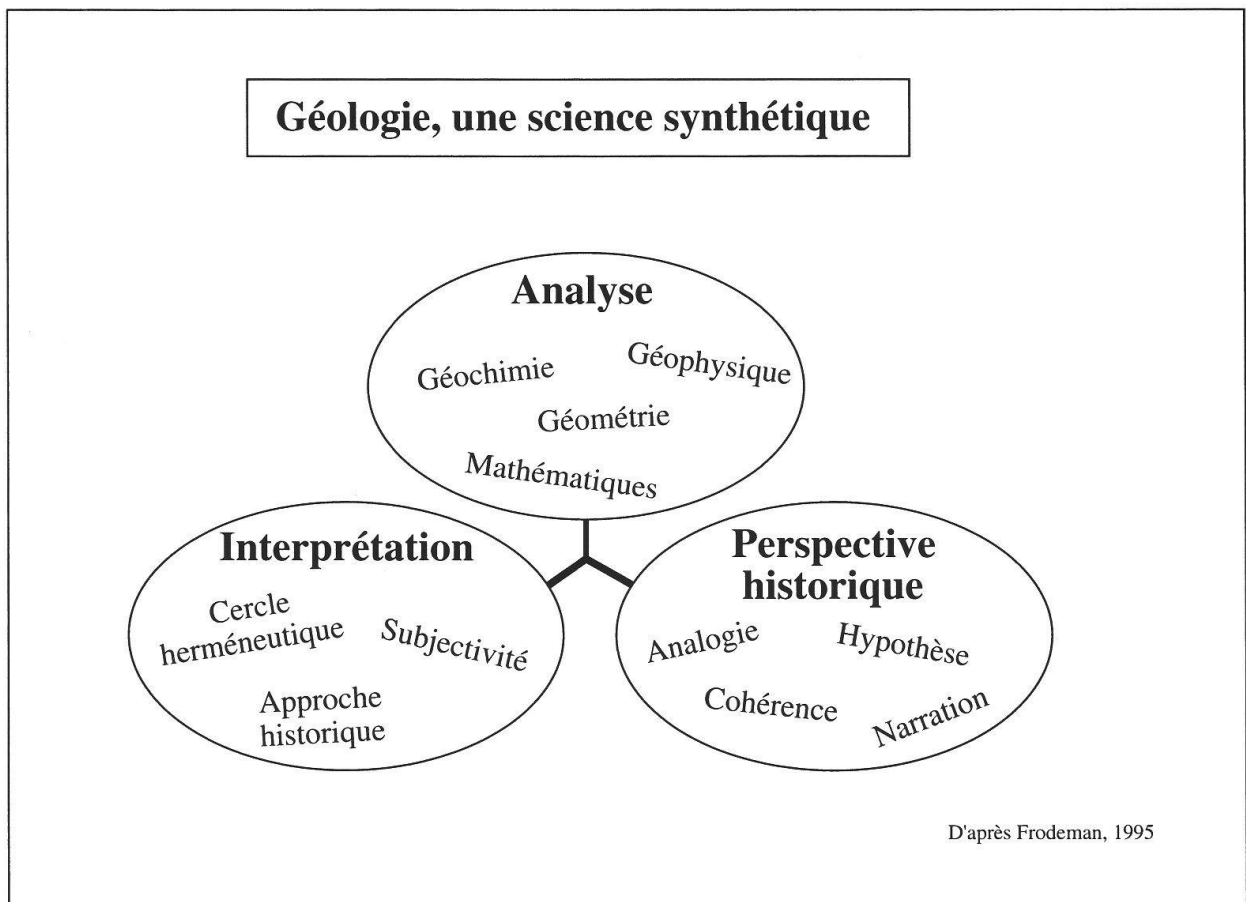 Géologie, une science synthétique
Analyse
Géochimie
Géophysique
Géométrie
Mathématiques
Interprétation
Cercle
herméneutique
Subjectivité
Approche
historique
Perspective
historique
Analogie
Hypothèse
Cohérence
Narration
D'après Frodeman, 1995